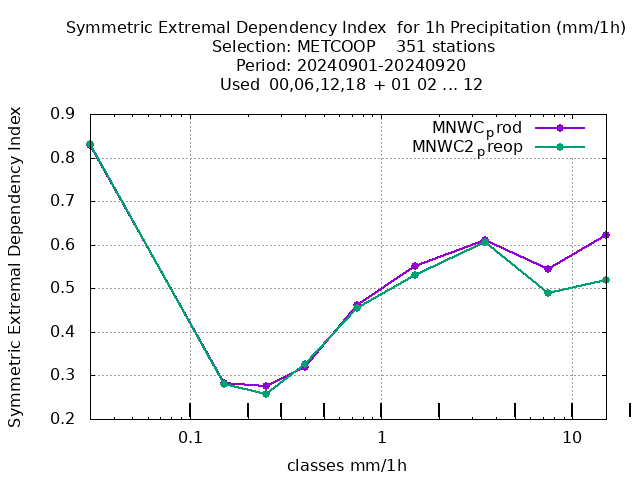 Symmetric Extremal Dependency Index  for 1h Precipitation (mm/1h)
Selection: METCOOP    351 stations
Period: 20240901-20240920
Used  00,06,12,18  + 01 02 ... 12
Symmetric Extremal Dependency Index
0.9
0.8
0.7
0.6
0.5
0.4
0.3
0.2
MNWCprod
MNWC2preop
0.1 1 10
classes mm/1h